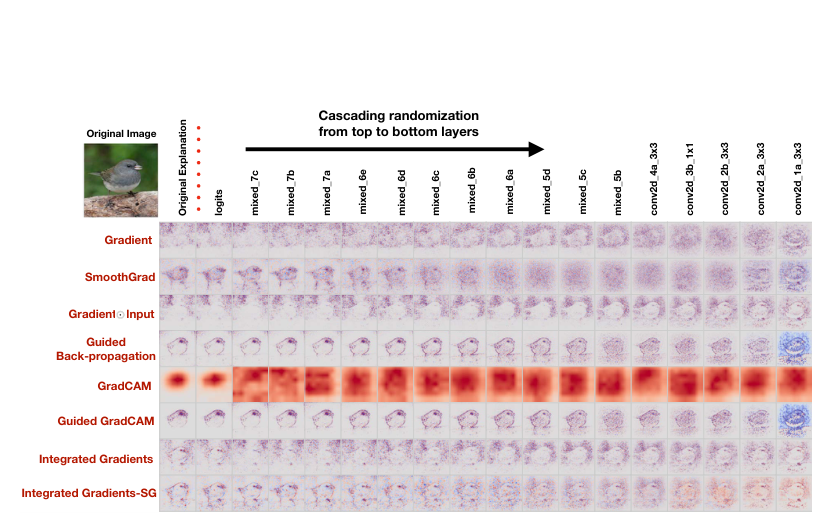 Cascading randomization
from top to bottom layers
Original Image
Original Explanation
logits
mixed_7c
mixed_7b
mixed_7a
mixed_6e
mixed_6d
mixed_6c
mixed_6b
mixed_6a
mixed_5d
mixed_5c
mixed_5b
conv2d_4a_3x3
conv2d_3b_1x1
conv2d_2b_3x3
conv2d_2a_3x3
conv2d_1a_3x3
Gradient
SmoothGrad
Gradient⊙Input
Guided
Back-propagation
GradCAM
Guided GradCAM
Integrated Gradients
Integrated Gradients-SG